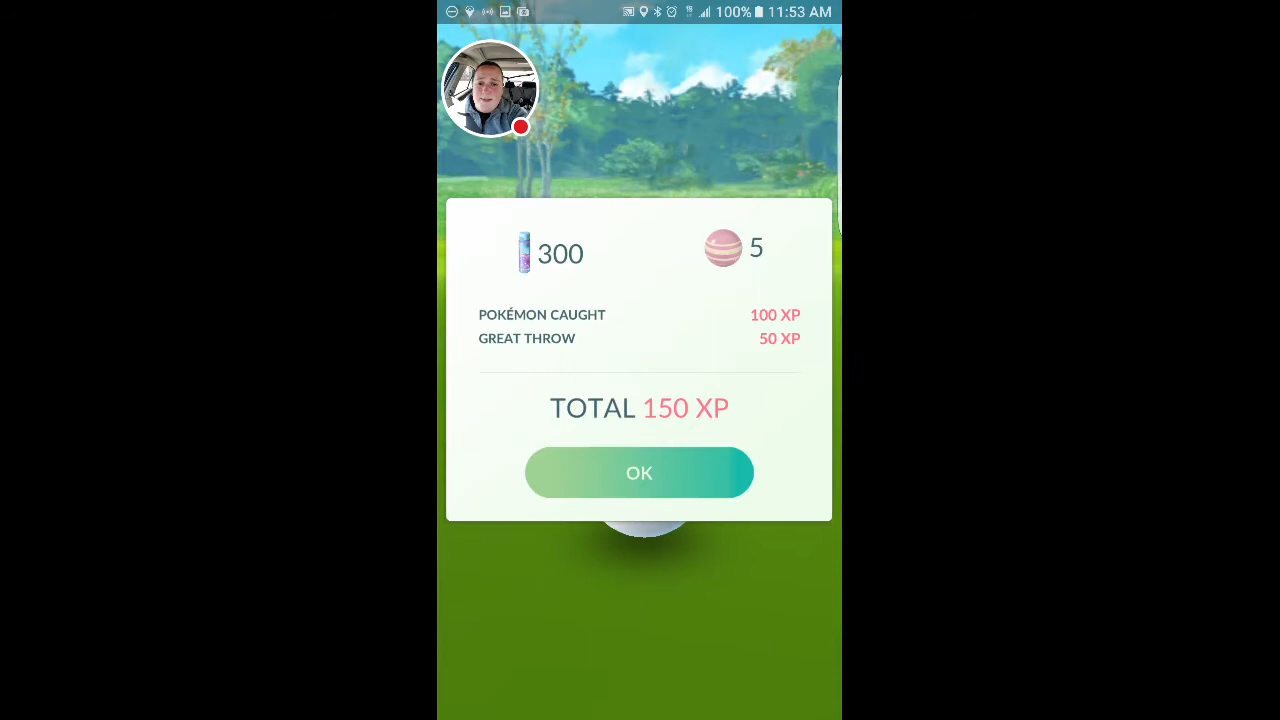 100% 11:53 AM
300 5
POKÉMON CAUGHT 100 XP
GREAT THROW 50 XP
TOTAL 150 XP
OK